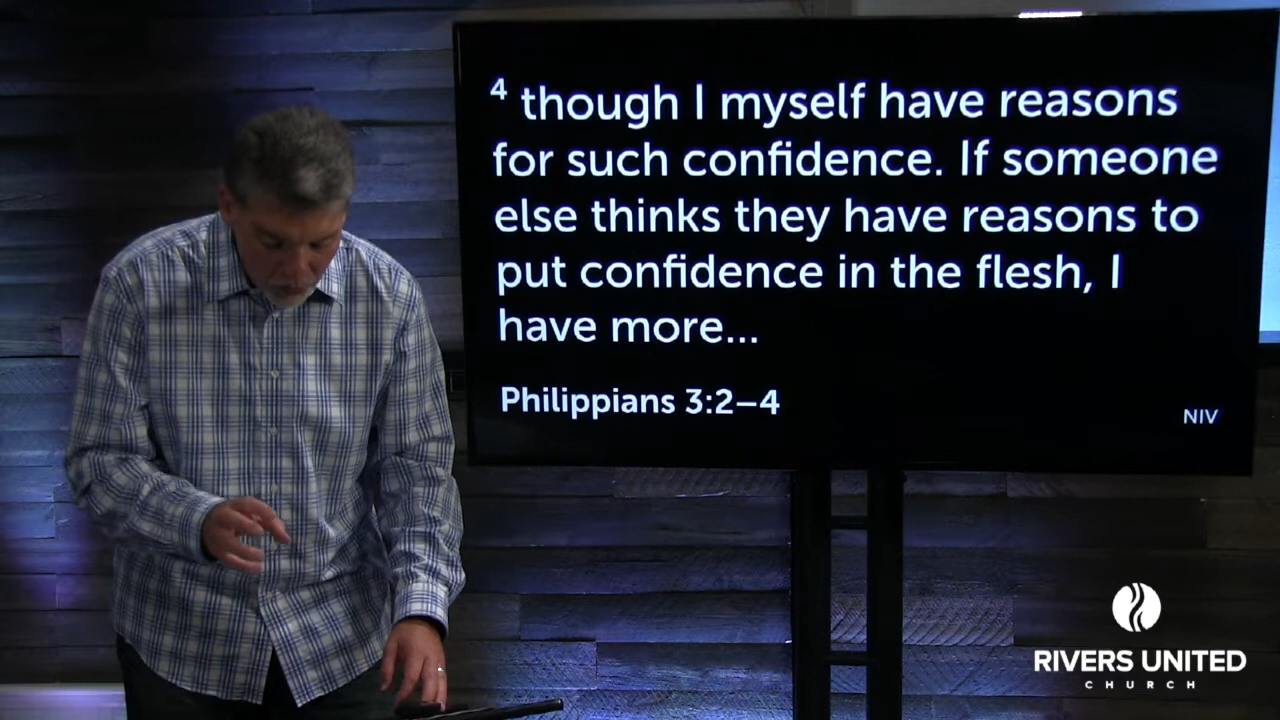 4 though I myself have reasons
for such confidence. If someone
else thinks they have reasons to
put confidence in the flesh, I
have more...
Philippians 3:2–4
NIV
RIVERS UNITED
CHURCH